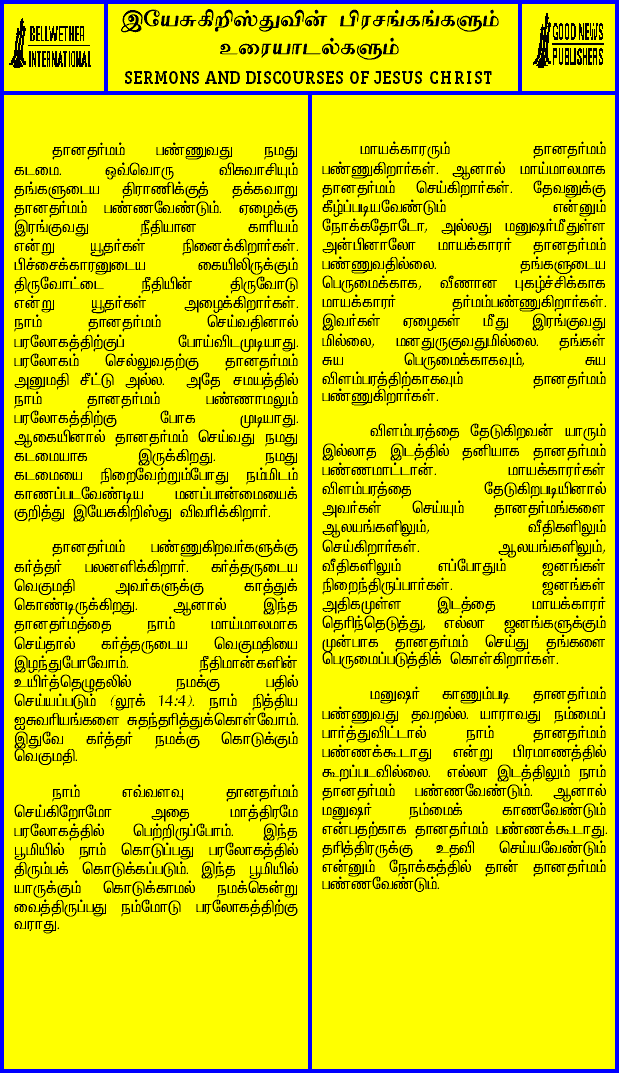 BELLWETHER
INTERNATIONAL
இயேசுகிறிஸ்துவின் பிரசங்கங்களும்
உரையாடல்களும்
SERMONS AND DISCOURSES OF JESUS CHRIST
GOOD NEWS
PUBLISHERS
தானதர்மம் பண்ணுவது நமது
கடமை. ஒவ்வொரு விசுவாசியும்
தங்களுடைய திராணிக்குத் தக்கவாறு
தானதர்மம் பண்ணவேண்டும். ஏழைக்கு
இரங்குவது நீதியான காரியம்
என்று யூதர்கள் நினைக்கிறார்கள்.
பிச்சைக்காரனுடைய கையிலிருக்கும்
திருவோட்டை நீதியின் திருவோடு
என்று யூதர்கள் அழைக்கிறார்கள்.
நாம் தானதர்மம் செய்வதினால்
பரலோகத்திற்குப் போய்விடமுடியாது.
பரலோகம் செல்லுவதற்கு தானதர்மம்
அனுமதி சீட்டு அல்ல. அதே சமயத்தில்
நாம் தானதர்மம் பண்ணாமலும்
பரலோகத்திற்கு போக முடியாது.
ஆகையினால் தானதர்மம் செய்வது நமது
கடமையாக இருக்கிறது. நமது
கடமையை நிறைவேற்றும்போது நம்மிடம்
காணப்படவேண்டிய மனப்பான்மையைக்
குறித்து இயேசுகிறிஸ்து விவரிக்கிறார்.
தானதர்மம் பண்ணுகிறவர்களுக்கு
கர்த்தர் பலனளிக்கிறார். கர்த்தருடைய
வெகுமதி அவர்களுக்கு காத்துக்
கொண்டிருக்கிறது. ஆனால் இந்த
தானதர்மத்தை நாம் மாய்மாலமாக
செய்தால் கர்த்தருடைய வெகுமதியை
இழந்துபோவோம். நீதிமான்களின்
உயிர்த்தெழுதலில் நமக்கு பதில்
செய்யப்படும் (லூக் 14:4). நாம் நித்திய
ஐசுவரியங்களை சுதந்தரித்துக்கொள்வோம்.
இதுவே கர்த்தர் நமக்கு கொடுக்கும்
வெகுமதி.
நாம் எவ்வளவு தானதர்மம்
செய்கிறோமோ அதை மாத்திரமே
பரலோகத்தில் பெற்றிருப்போம். இந்த
பூமியில் நாம் கொடுப்பது பரலோகத்தில்
திரும்பக் கொடுக்கப்படும். இந்த பூமியில்
யாருக்கும் கொடுக்காமல் நமக்கென்று
வைத்திருப்பது நம்மோடு பரலோகத்திற்கு
வராது.
மாயக்காரரும் தானதர்மம்
பண்ணுகிறார்கள். ஆனால் மாய்மாலமாக
தானதர்மம் செய்கிறார்கள். தேவனுக்கு
கீழ்ப்படியவேண்டும் என்னும்
நோக்கதோடோ, அல்லது மனுஷர்மீதுள்ள
அன்பினாலோ மாயக்காரர் தானதர்மம்
பண்ணுவதில்லை. தங்களுடைய
பெருமைக்காக, வீணான புகழ்ச்சிக்காக
மாயக்காரர் தர்மம்பண்ணுகிறார்கள்.
இவர்கள் ஏழைகள் மீது இரங்குவது
மில்லை, மனதுருகுவதுமில்லை. தங்கள்
சுய பெருமைக்காகவும், சுய
விளம்பரத்திற்காகவும் தானதர்மம்
பண்ணுகிறார்கள்.
விளம்பரத்தை தேடுகிறவன் யாரும்
இல்லாத இடத்தில் தனியாக தானதர்மம்
பண்ணமாட்டான். மாயக்காரர்கள்
விளம்பரத்தை தேடுகிறபடியினால்
அவர்கள் செய்யும் தானதர்மங்களை
ஆலயங்களிலும், வீதிகளிலும்
செய்கிறார்கள். ஆலயங்களிலும்,
வீதிகளிலும் எப்போதும் ஜனங்கள்
நிறைந்திருப்பார்கள். ஜனங்கள்
அதிகமுள்ள இடத்தை மாயக்காரர்
தெரிந்தெடுத்து, எல்லா ஜனங்களுக்கும்
முன்பாக தானதர்மம் செய்து தங்களை
பெருமைப்படுத்திக் கொள்கிறார்கள்.
மனுஷர் காணும்படி தானதர்மம்
பண்ணுவது தவறல்ல. யாராவது நம்மைப்
பார்த்துவிட்டால் நாம் தானதர்மம்
பண்ணக்கூடாது என்று பிரமாணத்தில்
கூறப்படவில்லை. எல்லா இடத்திலும் நாம்
தானதர்மம் பண்ணவேண்டும். ஆனால்
மனுஷர் நம்மைக் காணவேண்டும்
என்பதற்காக தானதர்மம் பண்ணக்கூடாது.
தரித்திரருக்கு உதவி செய்யவேண்டும்
என்னும் நோக்கத்தில் தான் தானதர்மம்
பண்ணவேண்டும்.